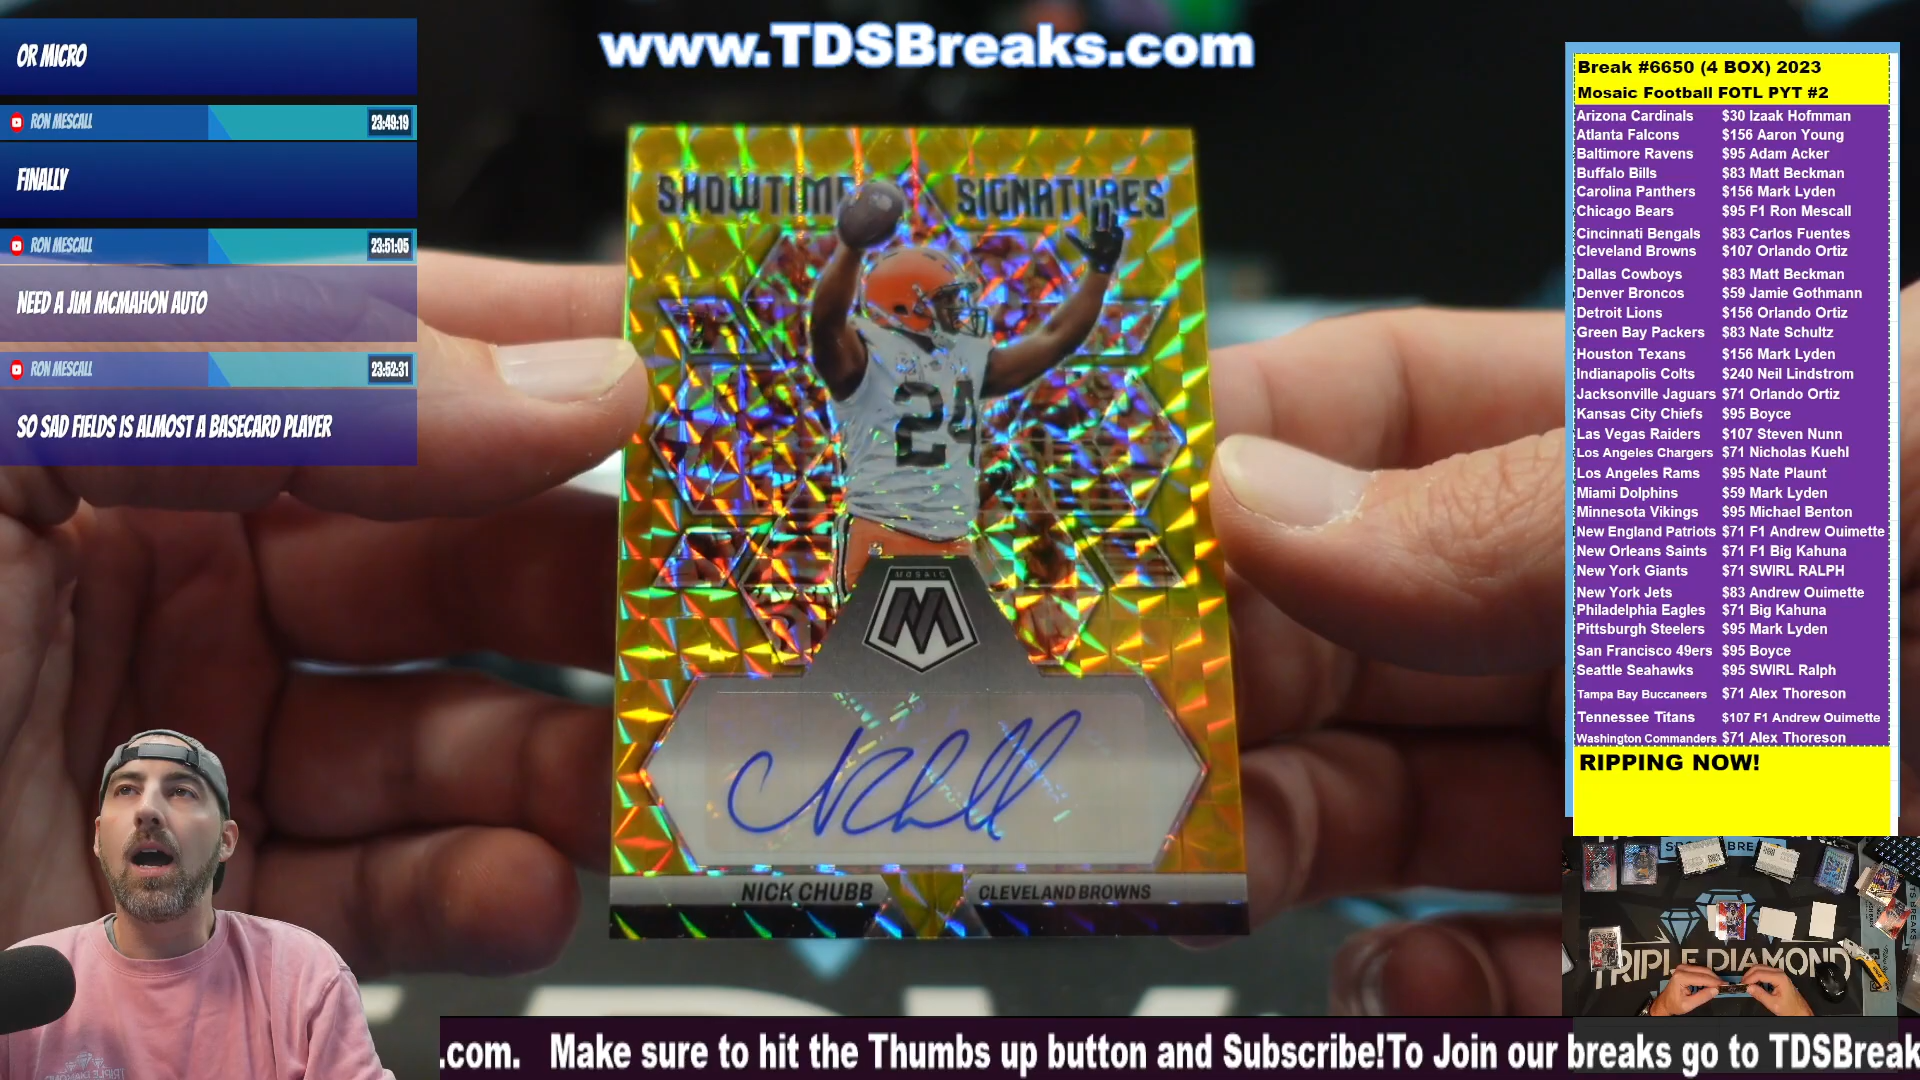 OR MICRO
RON MESCALL 23:49:19
FINALLY
RON MESCALL 23:51:05
NEED A JIM MCMAHON AUTO
RON MESCALL 23:52:31
SO SAD FIELDS IS ALMOST A BASECARD PLAYER
www.TDSBreaks.com
SHOWTIME SIGNATURES
24
MOSAIC
M
NICK CHUBB CLEVELAND BROWNS
Break #6650 (4 BOX) 2023
Mosaic Football FOTL PYT #2
Arizona Cardinals $30 Izaak Hofmman
Atlanta Falcons $156 Aaron Young
Baltimore Ravens $95 Adam Acker
Buffalo Bills $83 Matt Beckman
Carolina Panthers $156 Mark Lyden
Chicago Bears $95 F1 Ron Mescall
Cincinnati Bengals $83 Carlos Fuentes
Cleveland Browns $107 Orlando Ortiz
Dallas Cowboys $83 Matt Beckman
Denver Broncos $59 Jamie Gothmann
Detroit Lions $156 Orlando Ortiz
Green Bay Packers $83 Nate Schultz
Houston Texans $156 Mark Lyden
Indianapolis Colts $240 Neil Lindstrom
Jacksonville Jaguars $71 Orlando Ortiz
Kansas City Chiefs $95 Boyce
Las Vegas Raiders $107 Steven Nunn
Los Angeles Chargers $71 Nicholas Kuehl
Los Angeles Rams $95 Nate Plaunt
Miami Dolphins $59 Mark Lyden
Minnesota Vikings $95 Michael Benton
New England Patriots $71 F1 Andrew Ouimette
New Orleans Saints $71 F1 Big Kahuna
New York Giants $71 SWIRL RALPH
New York Jets $83 Andrew Ouimette
Philadelphia Eagles $71 Big Kahuna
Pittsburgh Steelers $95 Mark Lyden
San Francisco 49ers $95 Boyce
Seattle Seahawks $95 SWIRL Ralph
Tampa Bay Buccaneers $71 Alex Thoreson
Tennessee Titans $107 F1 Andrew Ouimette
Washington Commanders $71 Alex Thoreson
RIPPING NOW!
TRIPLE DIAMOND
.com. Make sure to hit the Thumbs up button and Subscribe!To Join our breaks go to TDSBreak